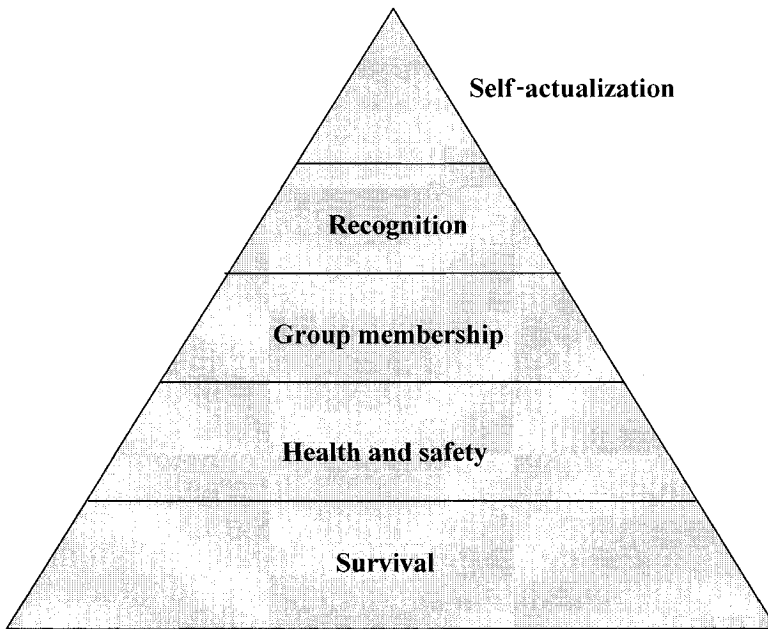 Self-actualization
Recognition
Group membership
Health and safety
Survival